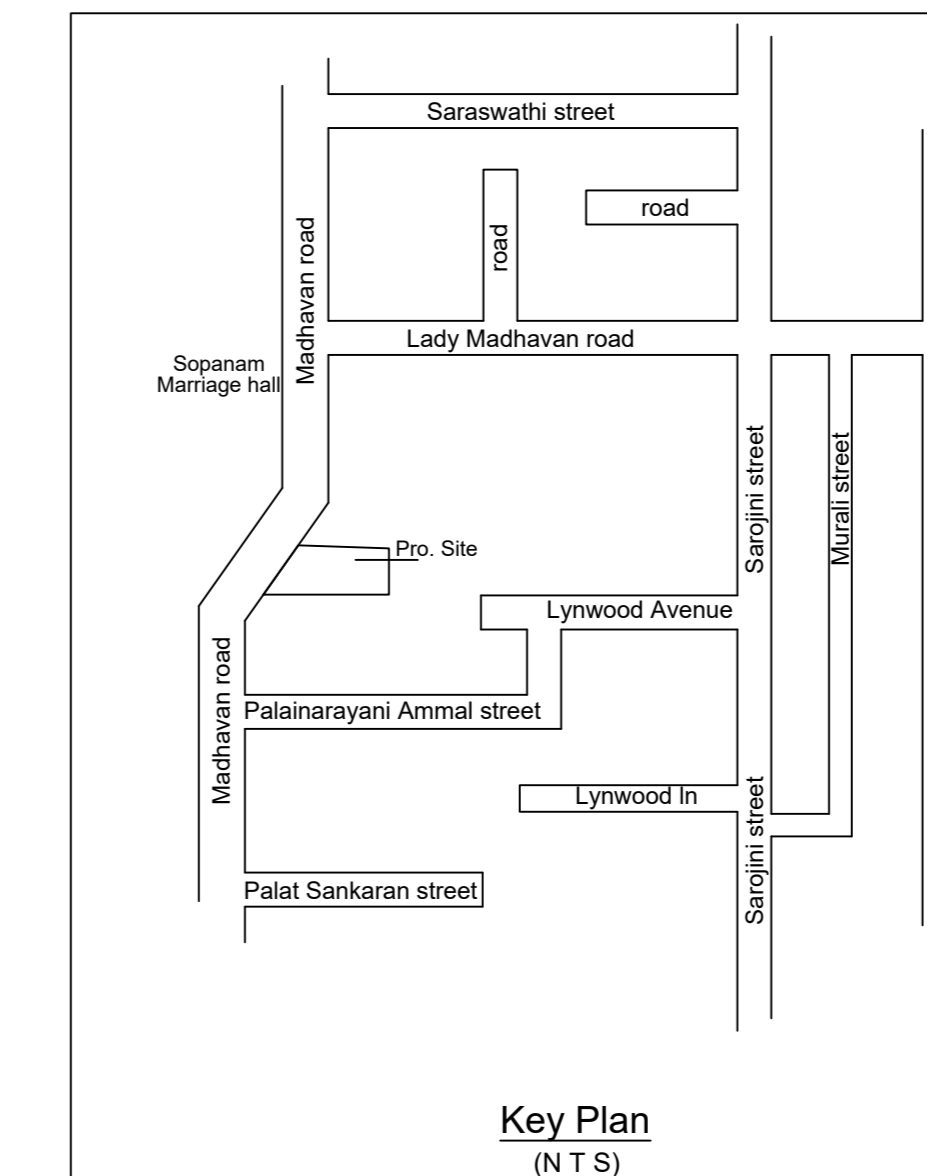 Saraswathi street
road
road
Madhavan road
Lady Madhavan road
Sopanam
Marriage hall
Sarojini street
Murali street
Pro. Site
Lynwood Avenue
Madhavan road
Palainarayani Ammal street
Lynwood ln
Sarojini street
Palat Sankaran street
Key Plan
(N T S)